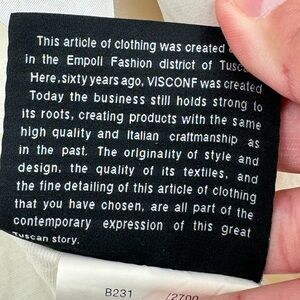 This article of clothing was created
in the Empoli Fashion district of
Here,sixty years ago, VISCONF was created
Today the business still holds strong to
its roots, creating products with the same
high quality and Italian craftmanship as
in the past. The originality of style and
design, the quality of its textiles, and
the fine detailing of this article of clothing
that you have chosen, are all part of the
contemporary expression of this great
Tuscan story.
B231 /2700